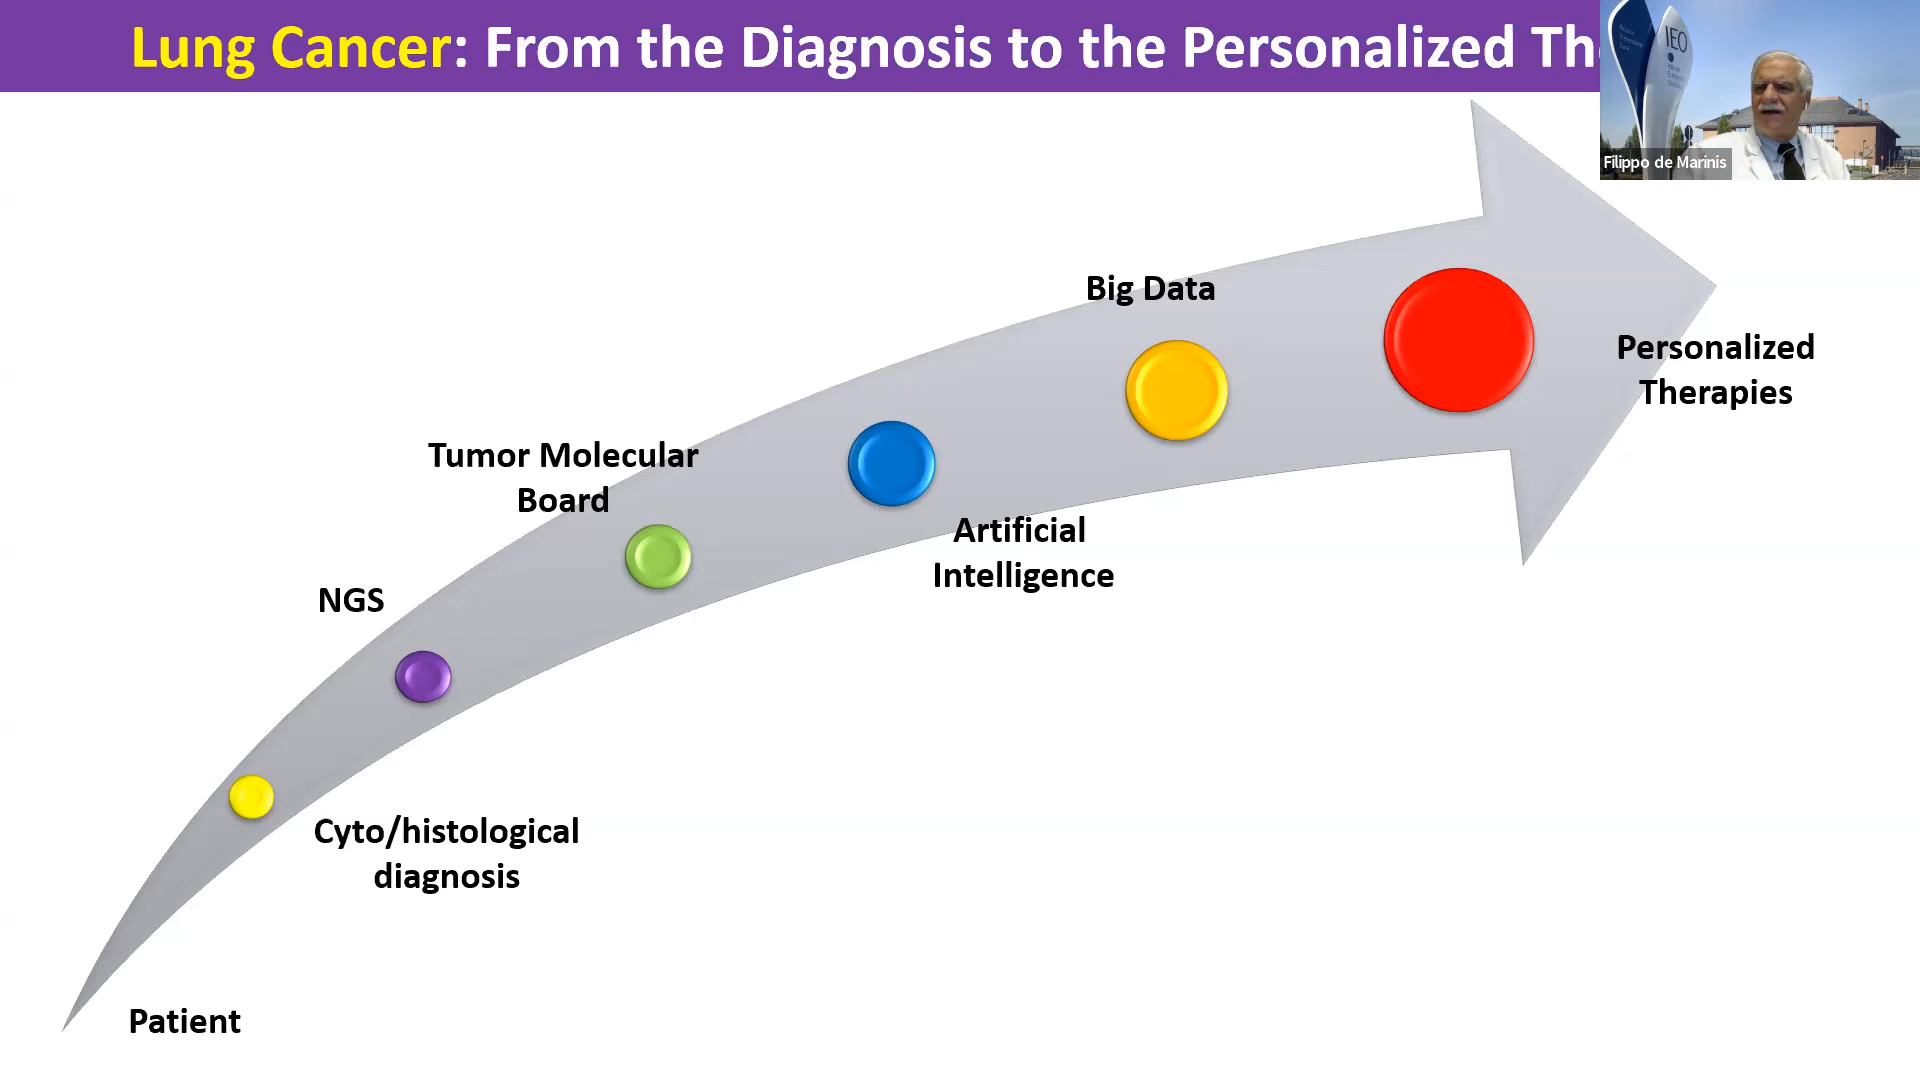 Lung Cancer: From the Diagnosis to the Personalized
IEO
Filippo de Marinis
Big Data
Personalized
Therapies
Tumor Molecular
Board
Artificial
Intelligence
NGS
Cyto/histological
diagnosis
Patient